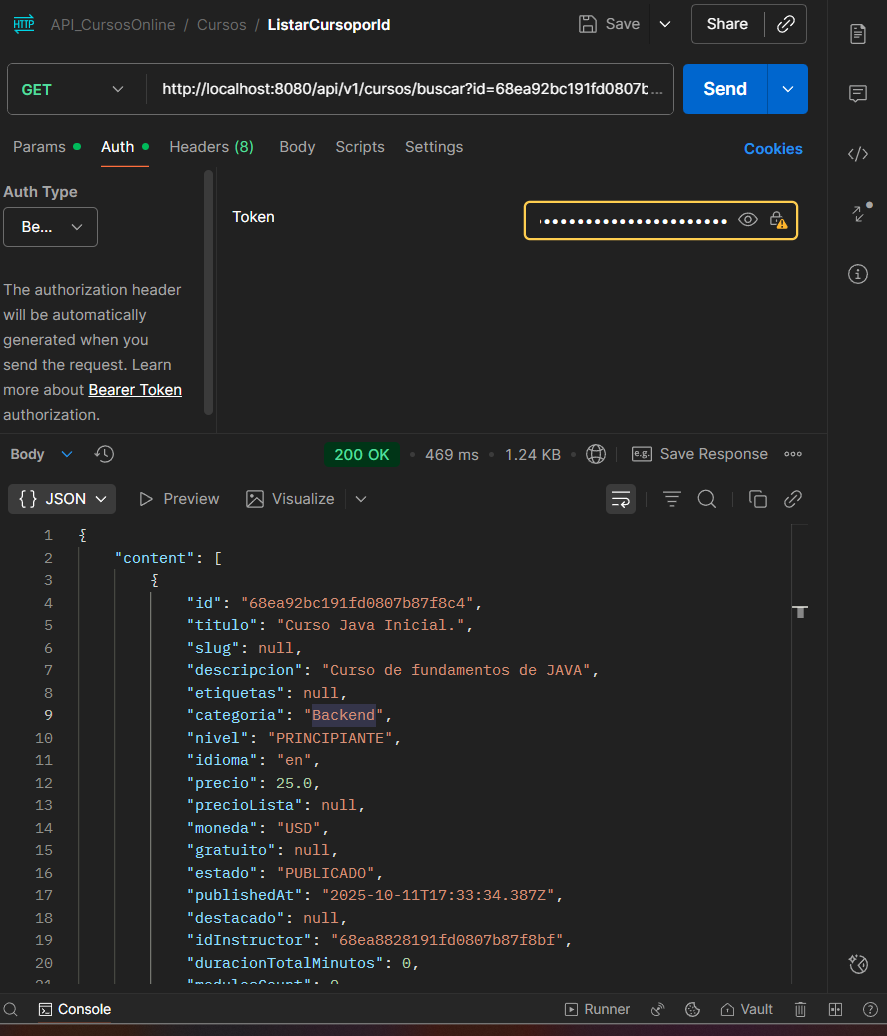 HTTP API_CursosOnline / Cursos / ListarCursoporId Save Share
GET http://localhost:8080/api/v1/cursos/buscar?id=68ea92bc191fd0807b... Send
Params Auth Headers (8) Body Scripts Settings Cookies
Auth Type
Be...
Token
The authorization header
will be automatically
generated when you
send the request. Learn
more about Bearer Token
authorization.
Body 200 OK • 469 ms • 1.24 KB • e.g. Save Response
{} JSON Preview Visualize
1 {
2 "content": [
3 {
4 "id": "68ea92bc191fd0807b87f8c4",
5 "titulo": "Curso Java Inicial.",
6 "slug": null,
7 "descripcion": "Curso de fundamentos de JAVA",
8 "etiquetas": null,
9 "categoria": "Backend",
10 "nivel": "PRINCIPIANTE",
11 "idioma": "en",
12 "precio": 25.0,
13 "precioLista": null,
14 "moneda": "USD",
15 "gratuito": null,
16 "estado": "PUBLICADO",
17 "publishedAt": "2025-10-11T17:33:34.387Z",
18 "destacado": null,
19 "idInstructor": "68ea8828191fd0807b87f8bf",
20 "duracionTotalMinutos": 0,
Console Runner Vault